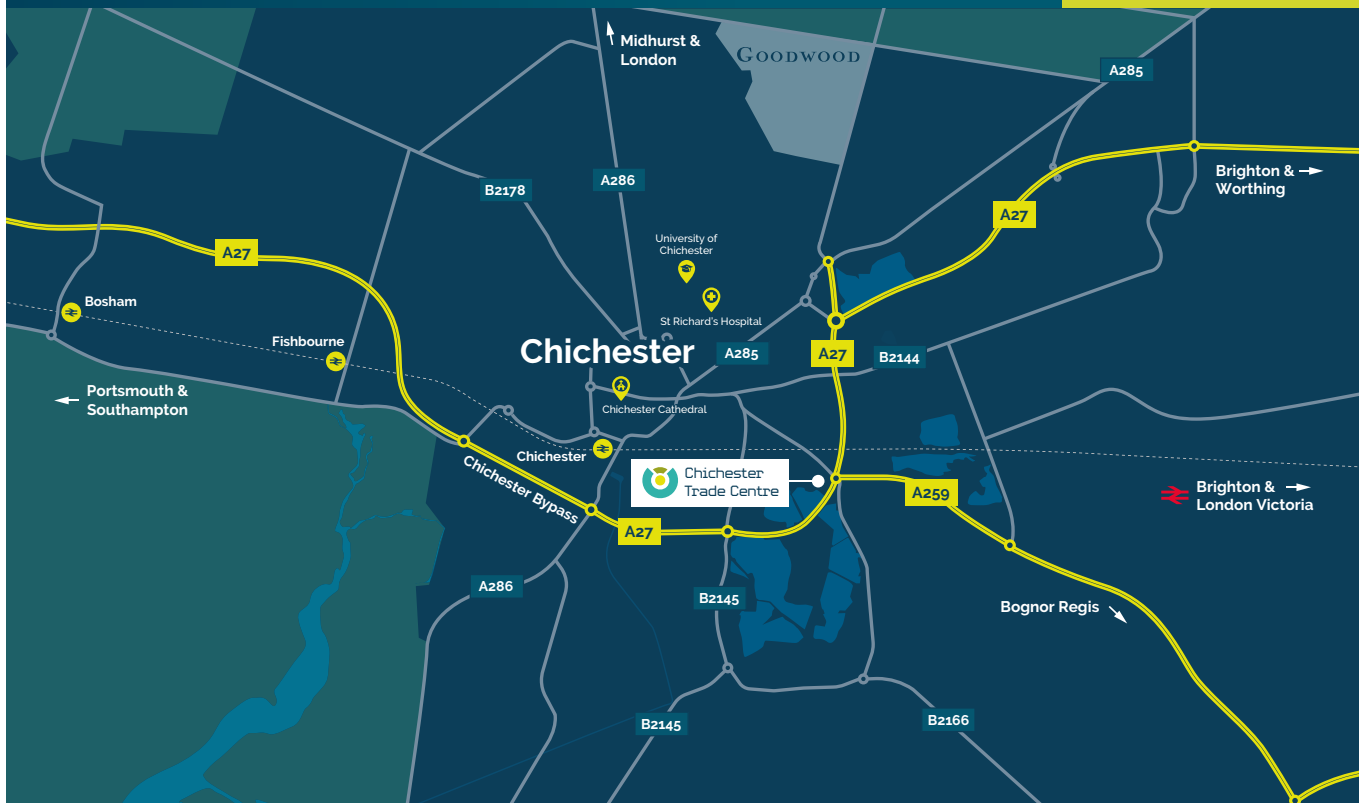 Midhurst &
London
GOODWOOD
A285
B2178
A286
Brighton &
Worthing
A27
A27
University of
Chichester
St Richard's Hospital
Bosham
Fishbourne
Chichester
A285
A27
B2144
Portsmouth &
Southampton
Chichester Cathedral
Chichester
Chichester Bypass
Chichester
Trade Centre
A259
Brighton &
London Victoria
A27
A286
B2145
Bognor Regis
B2145
B2166